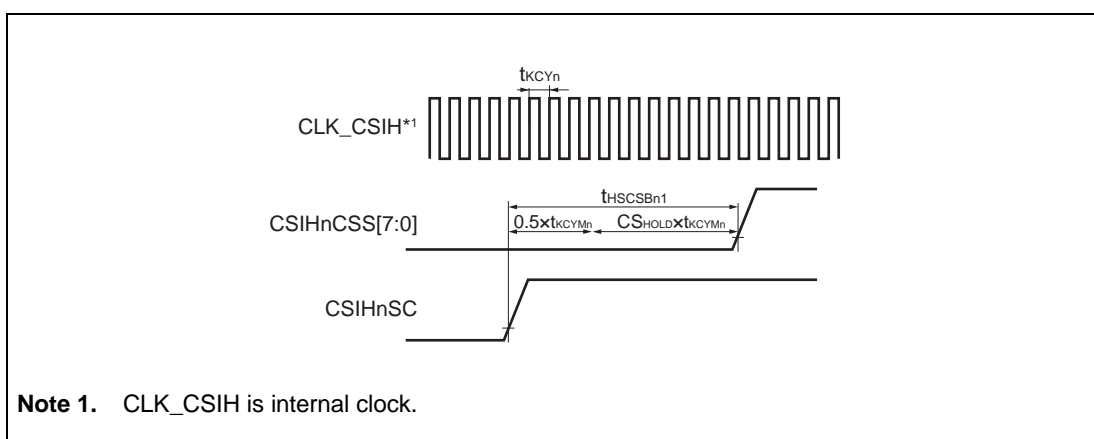 tKCYn
CLK_CSIH*1
tHSCSBn1
CSIHnCSS[7:0]
0.5×tKCYMn
CSHOLD×tKCYMn
CSIHnSC
Note 1. CLK_CSIH is internal clock.